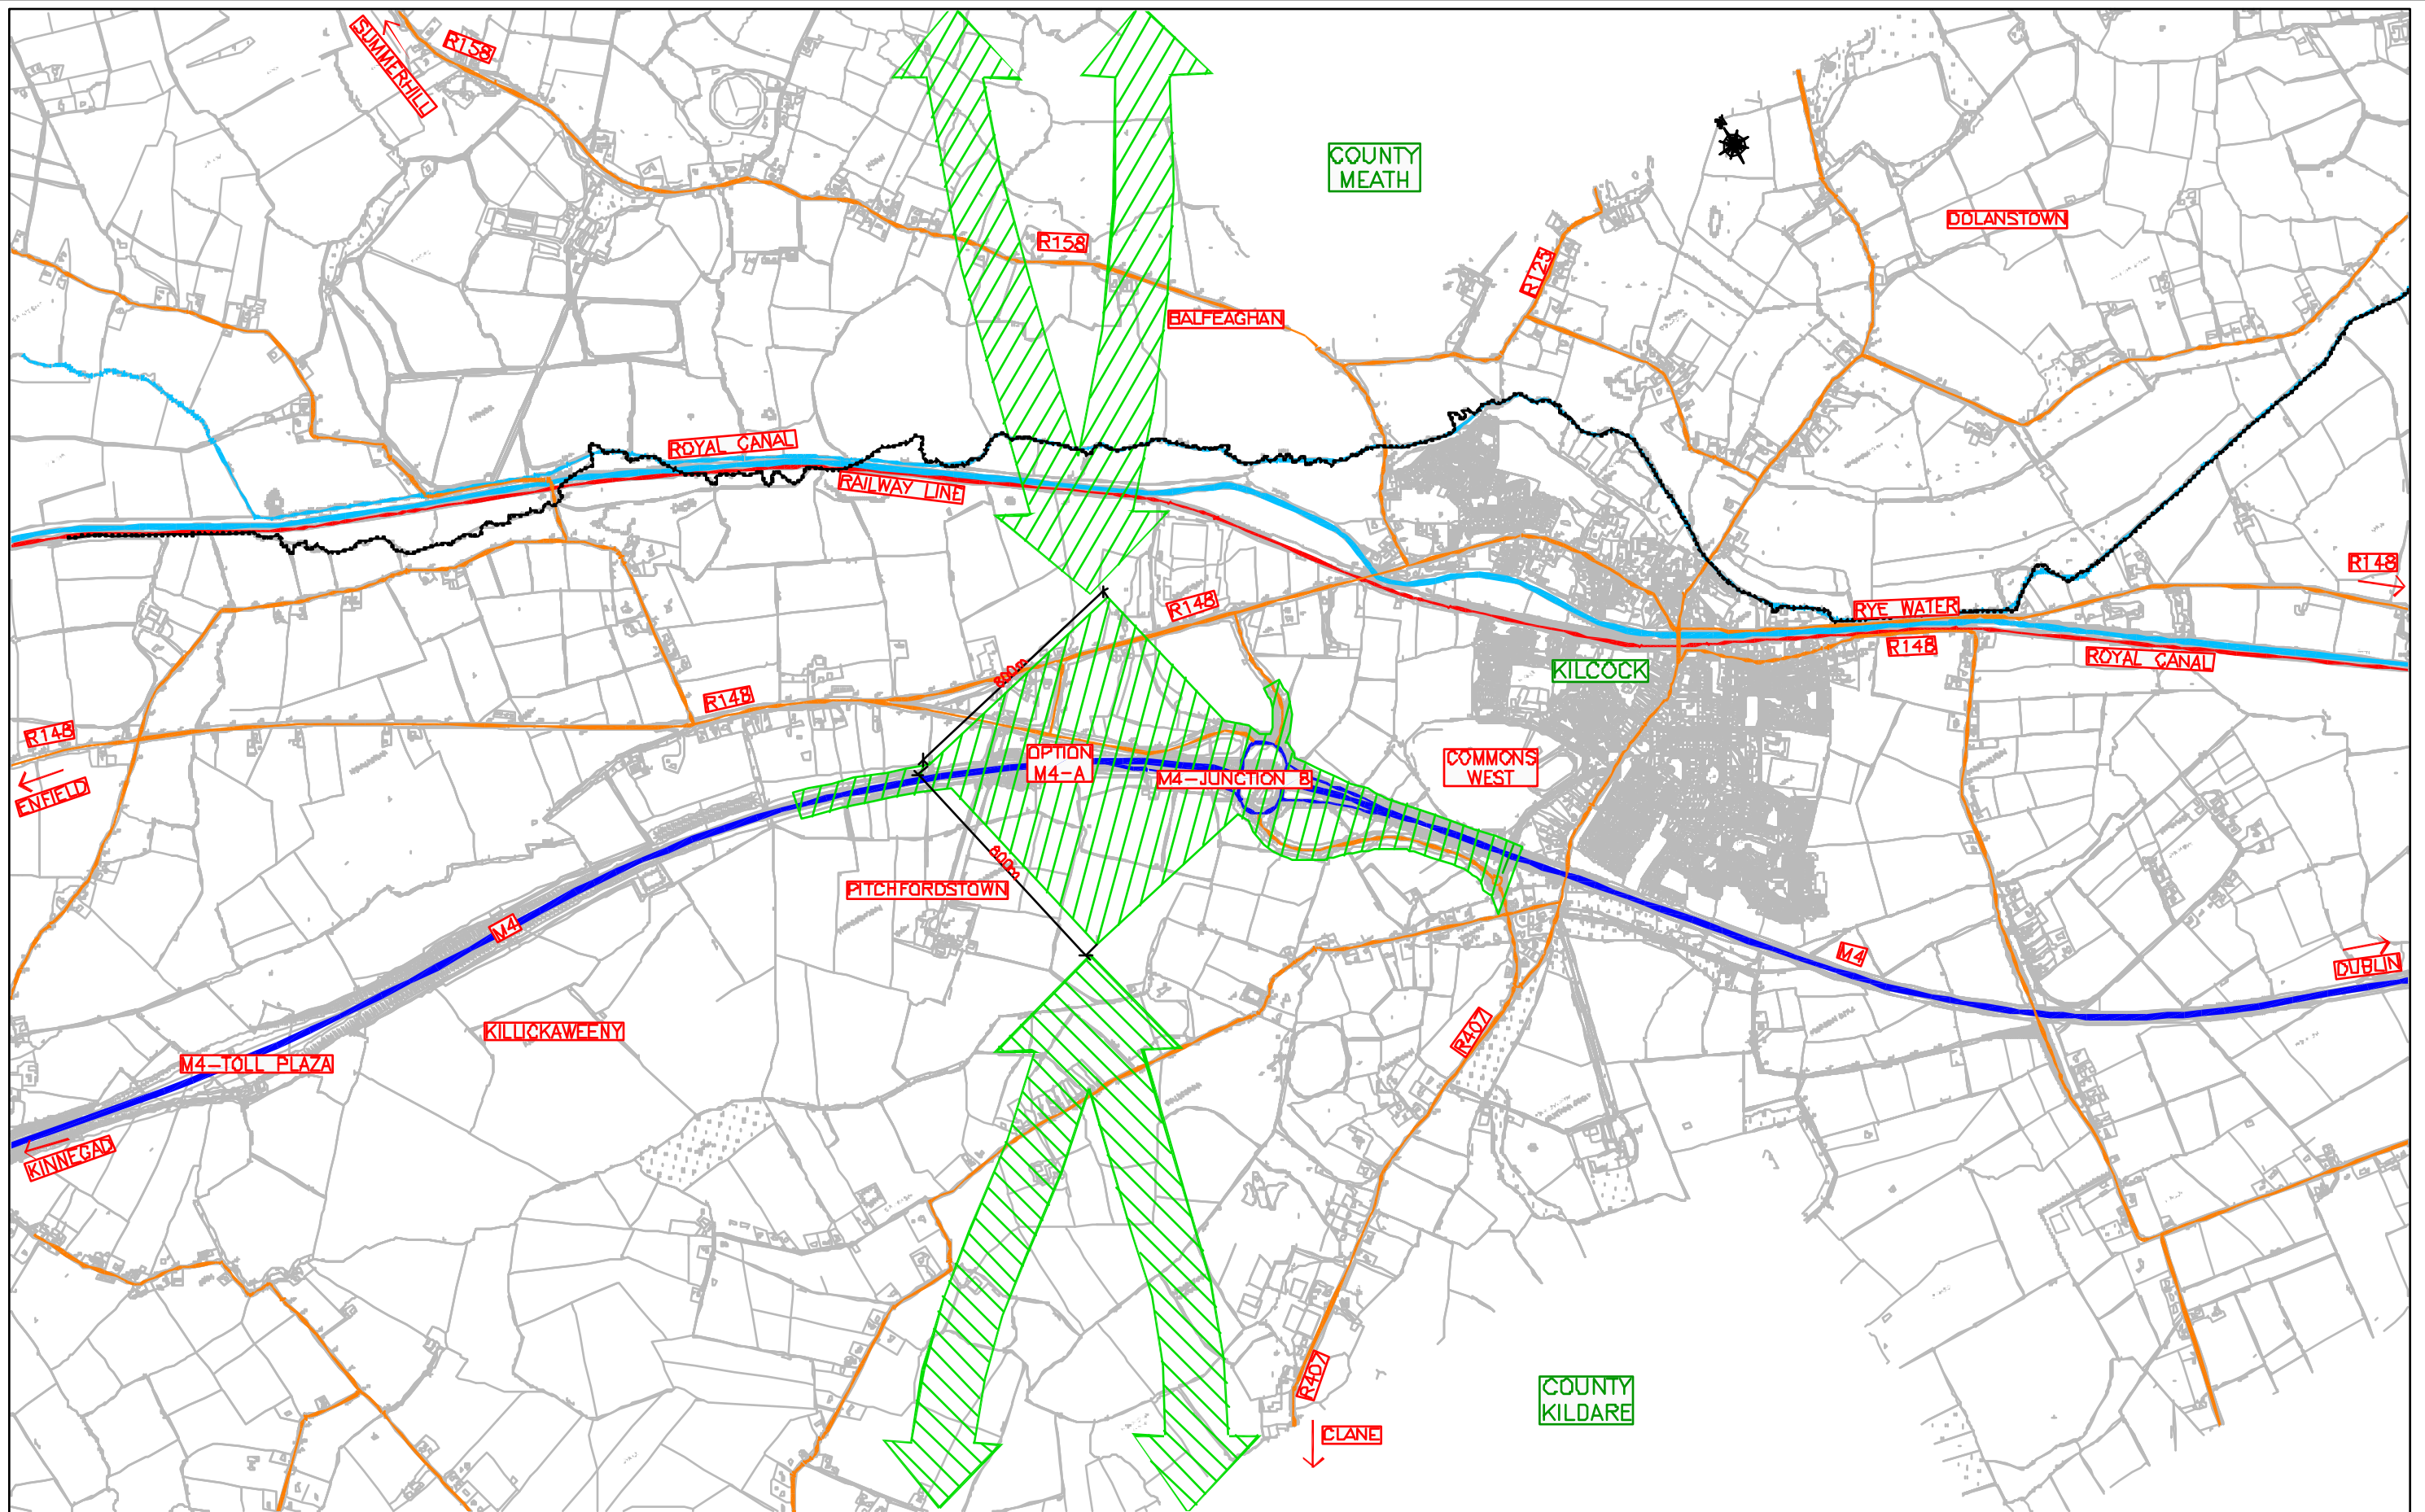 SUMMERHILL
R158
COUNTY
MEATH
DOLANSTOWN
R158
R125
BALFEAGHAN
ROYAL CANAL
RAILWAY LINE
R148
R148
RYE WATER
R148
ROYAL CANAL
KILCOCK
800m
R148
R148
ENFIELD
OPTION
M4-A
M4-JUNCTION 8
COMMONS
WEST
800m
PITCHFORDSTOWN
M4
M4
DUBLIN
KILLICKAWEENY
R407
M4-TOLL PLAZA
KINNEGAD
R407
COUNTY
KILDARE
CLANE